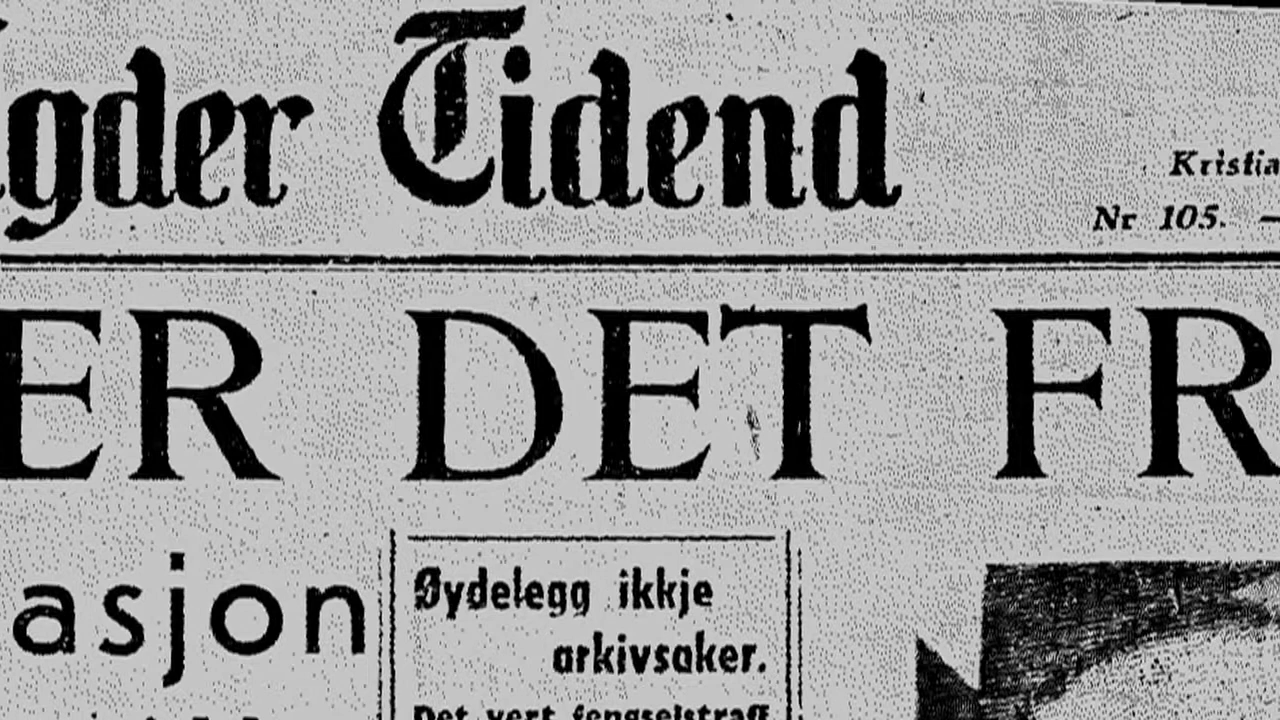 gder Tidend
Kristia
Nr 105. —
ER DET FR
asjon
Øydelegg ikkje
arkivsaker.
Det vert fengselstraff